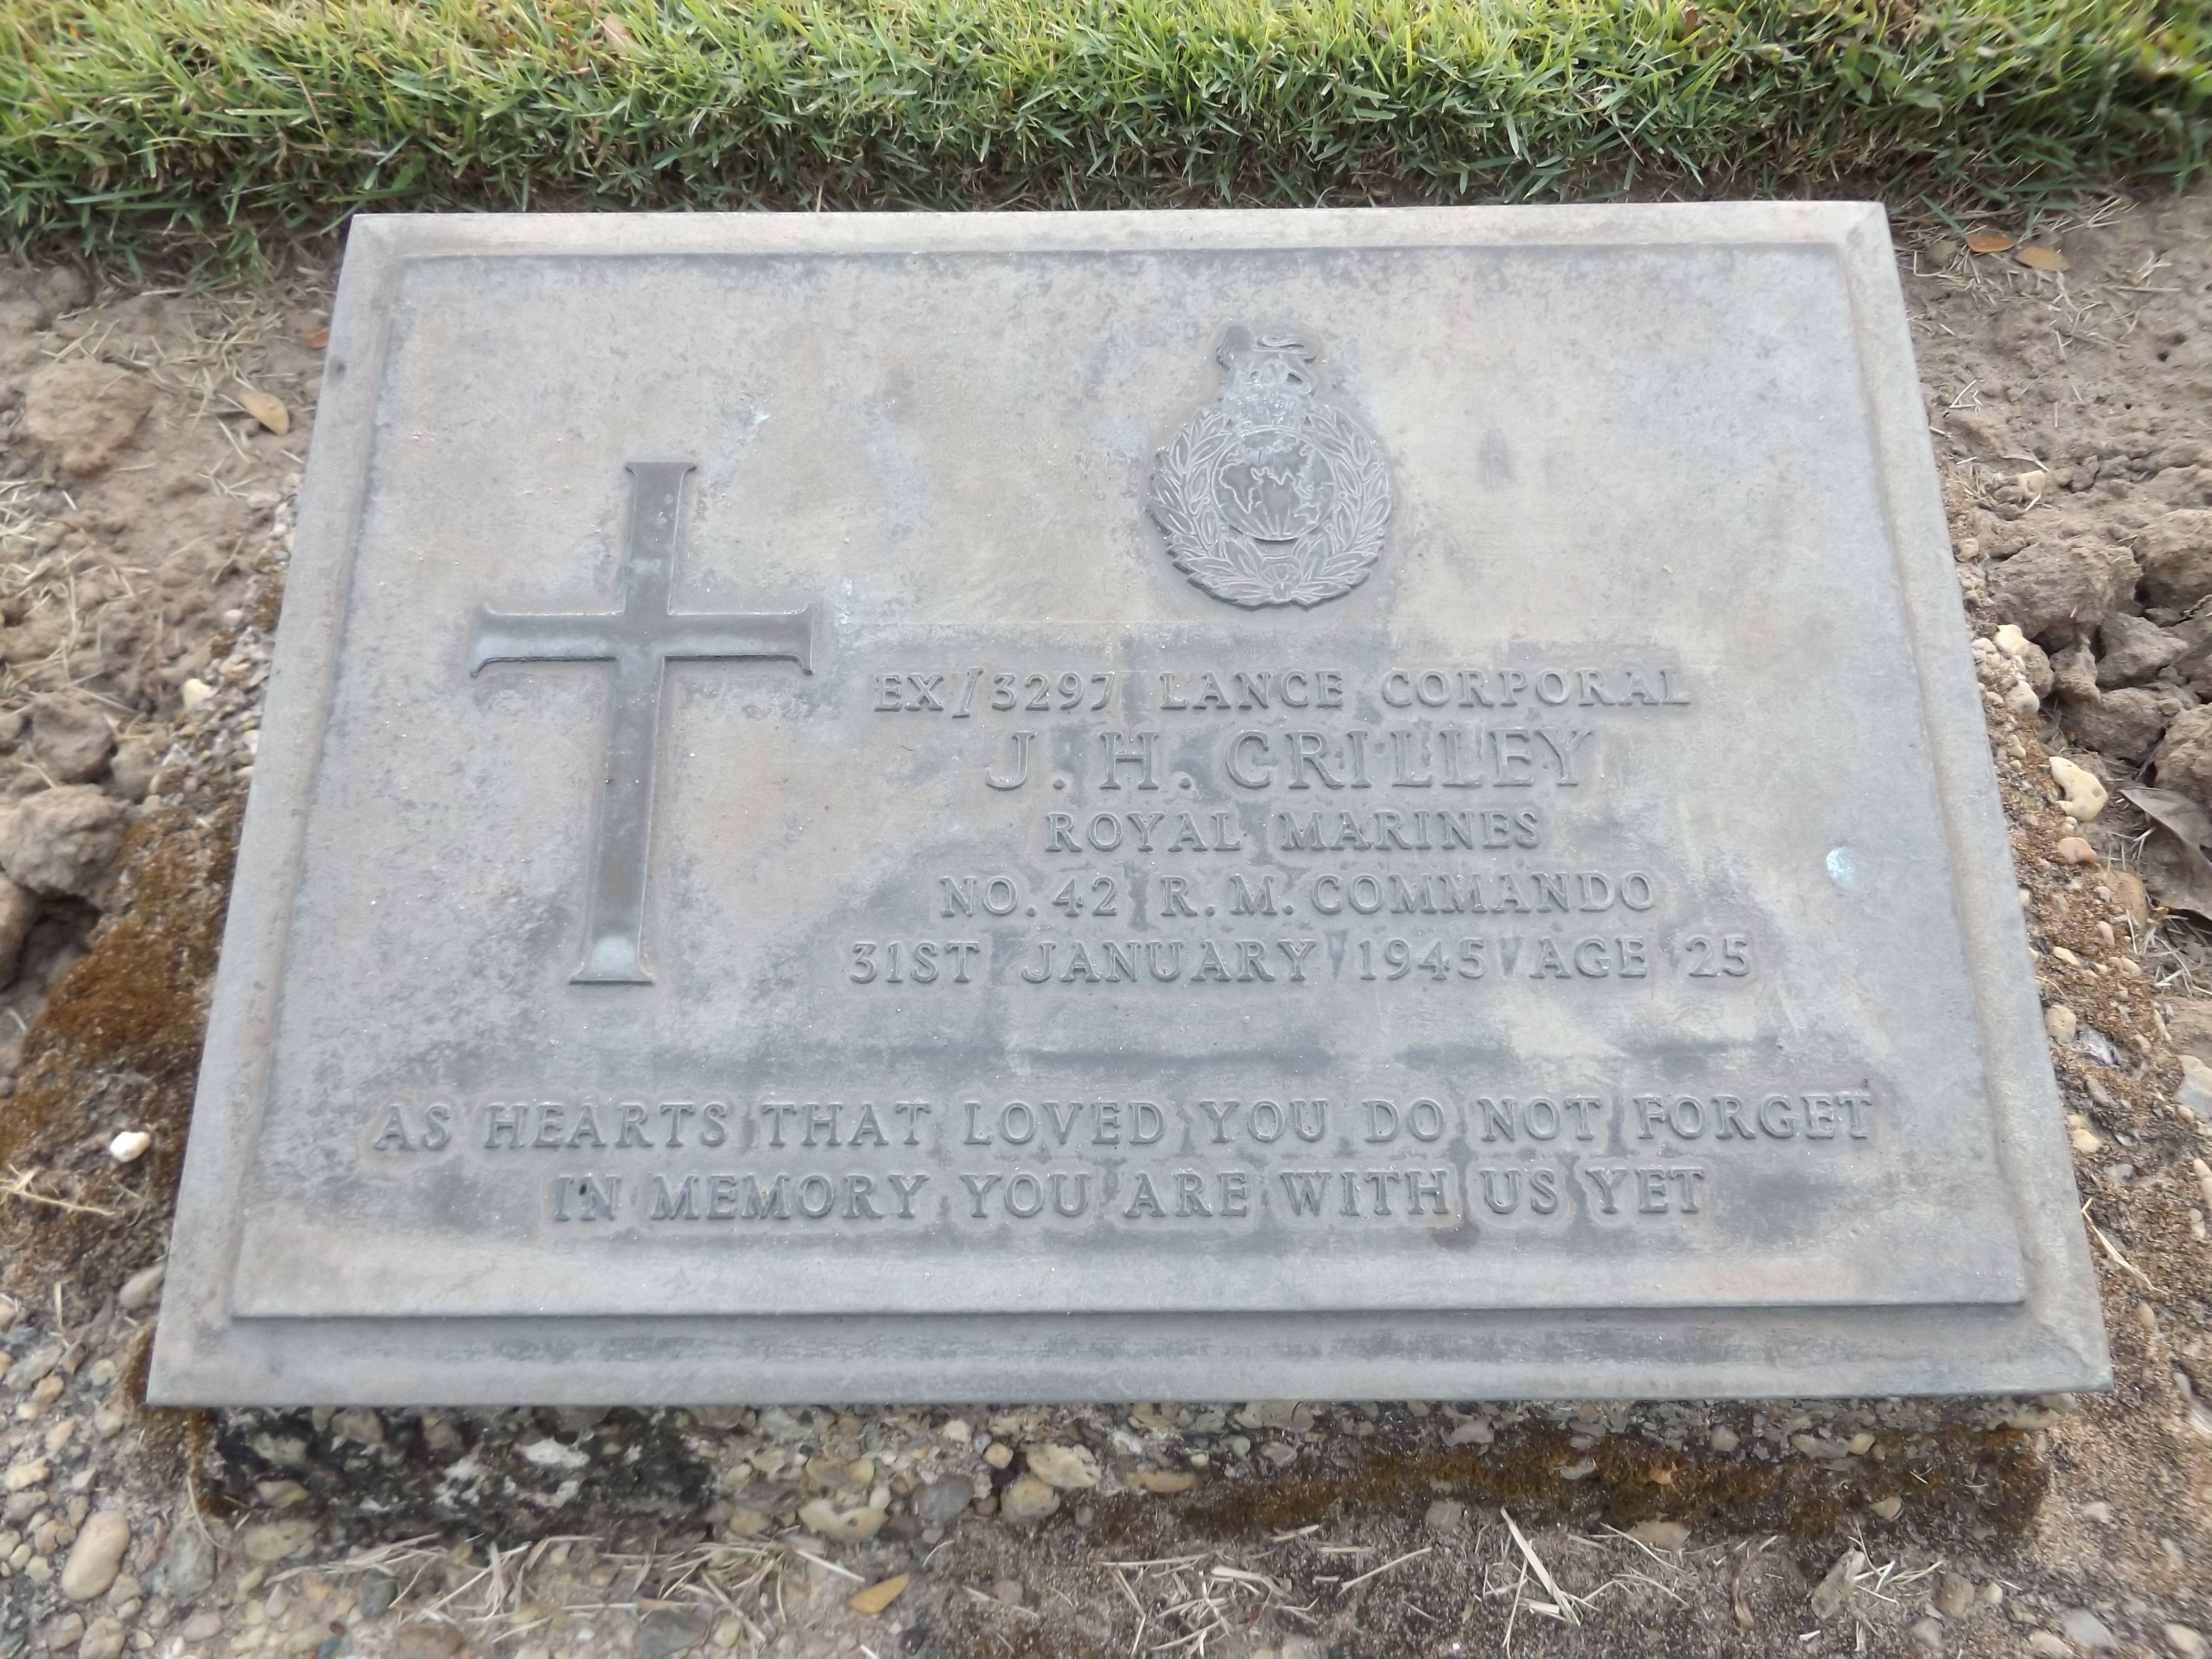 EX/3297 LANCE CORPORAL
J. H. CRILLEY
ROYAL MARINES
NO. 42 R. M. COMMANDO
31ST JANUARY 1945 AGE 25
AS HEARTS THAT LOVED YOU DO NOT FORGET
IN MEMORY YOU ARE WITH US YET